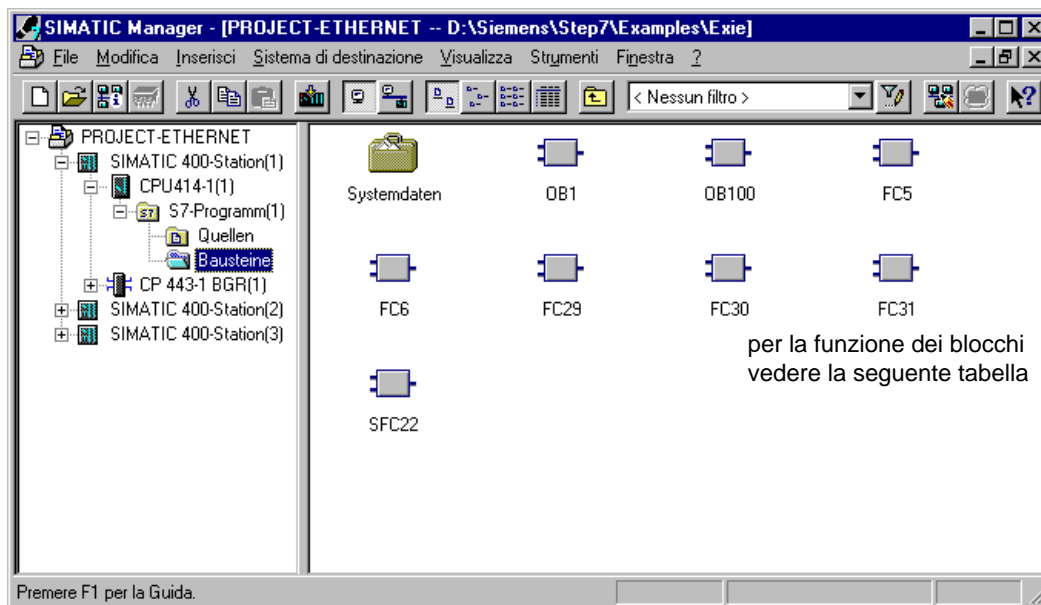 SIMATIC Manager - [PROJECT-ETHERNET -- D:\Siemens\Step7\Examples\Exie]
File Modifica Inserisci Sistema di destinazione Visualizza Strumenti Finestra ?
< Nessun filtro >
PROJECT-ETHERNET
SIMATIC 400-Station(1)
CPU414-1(1)
S7-Programm(1)
Quellen
Bausteine
CP 443-1 BGR(1)
SIMATIC 400-Station(2)
SIMATIC 400-Station(3)
Systemdaten OB1 OB100 FC5
FC6 FC29 FC30 FC31
per la funzione dei blocchi
vedere la seguente tabella
SFC22
Premere F1 per la Guida.